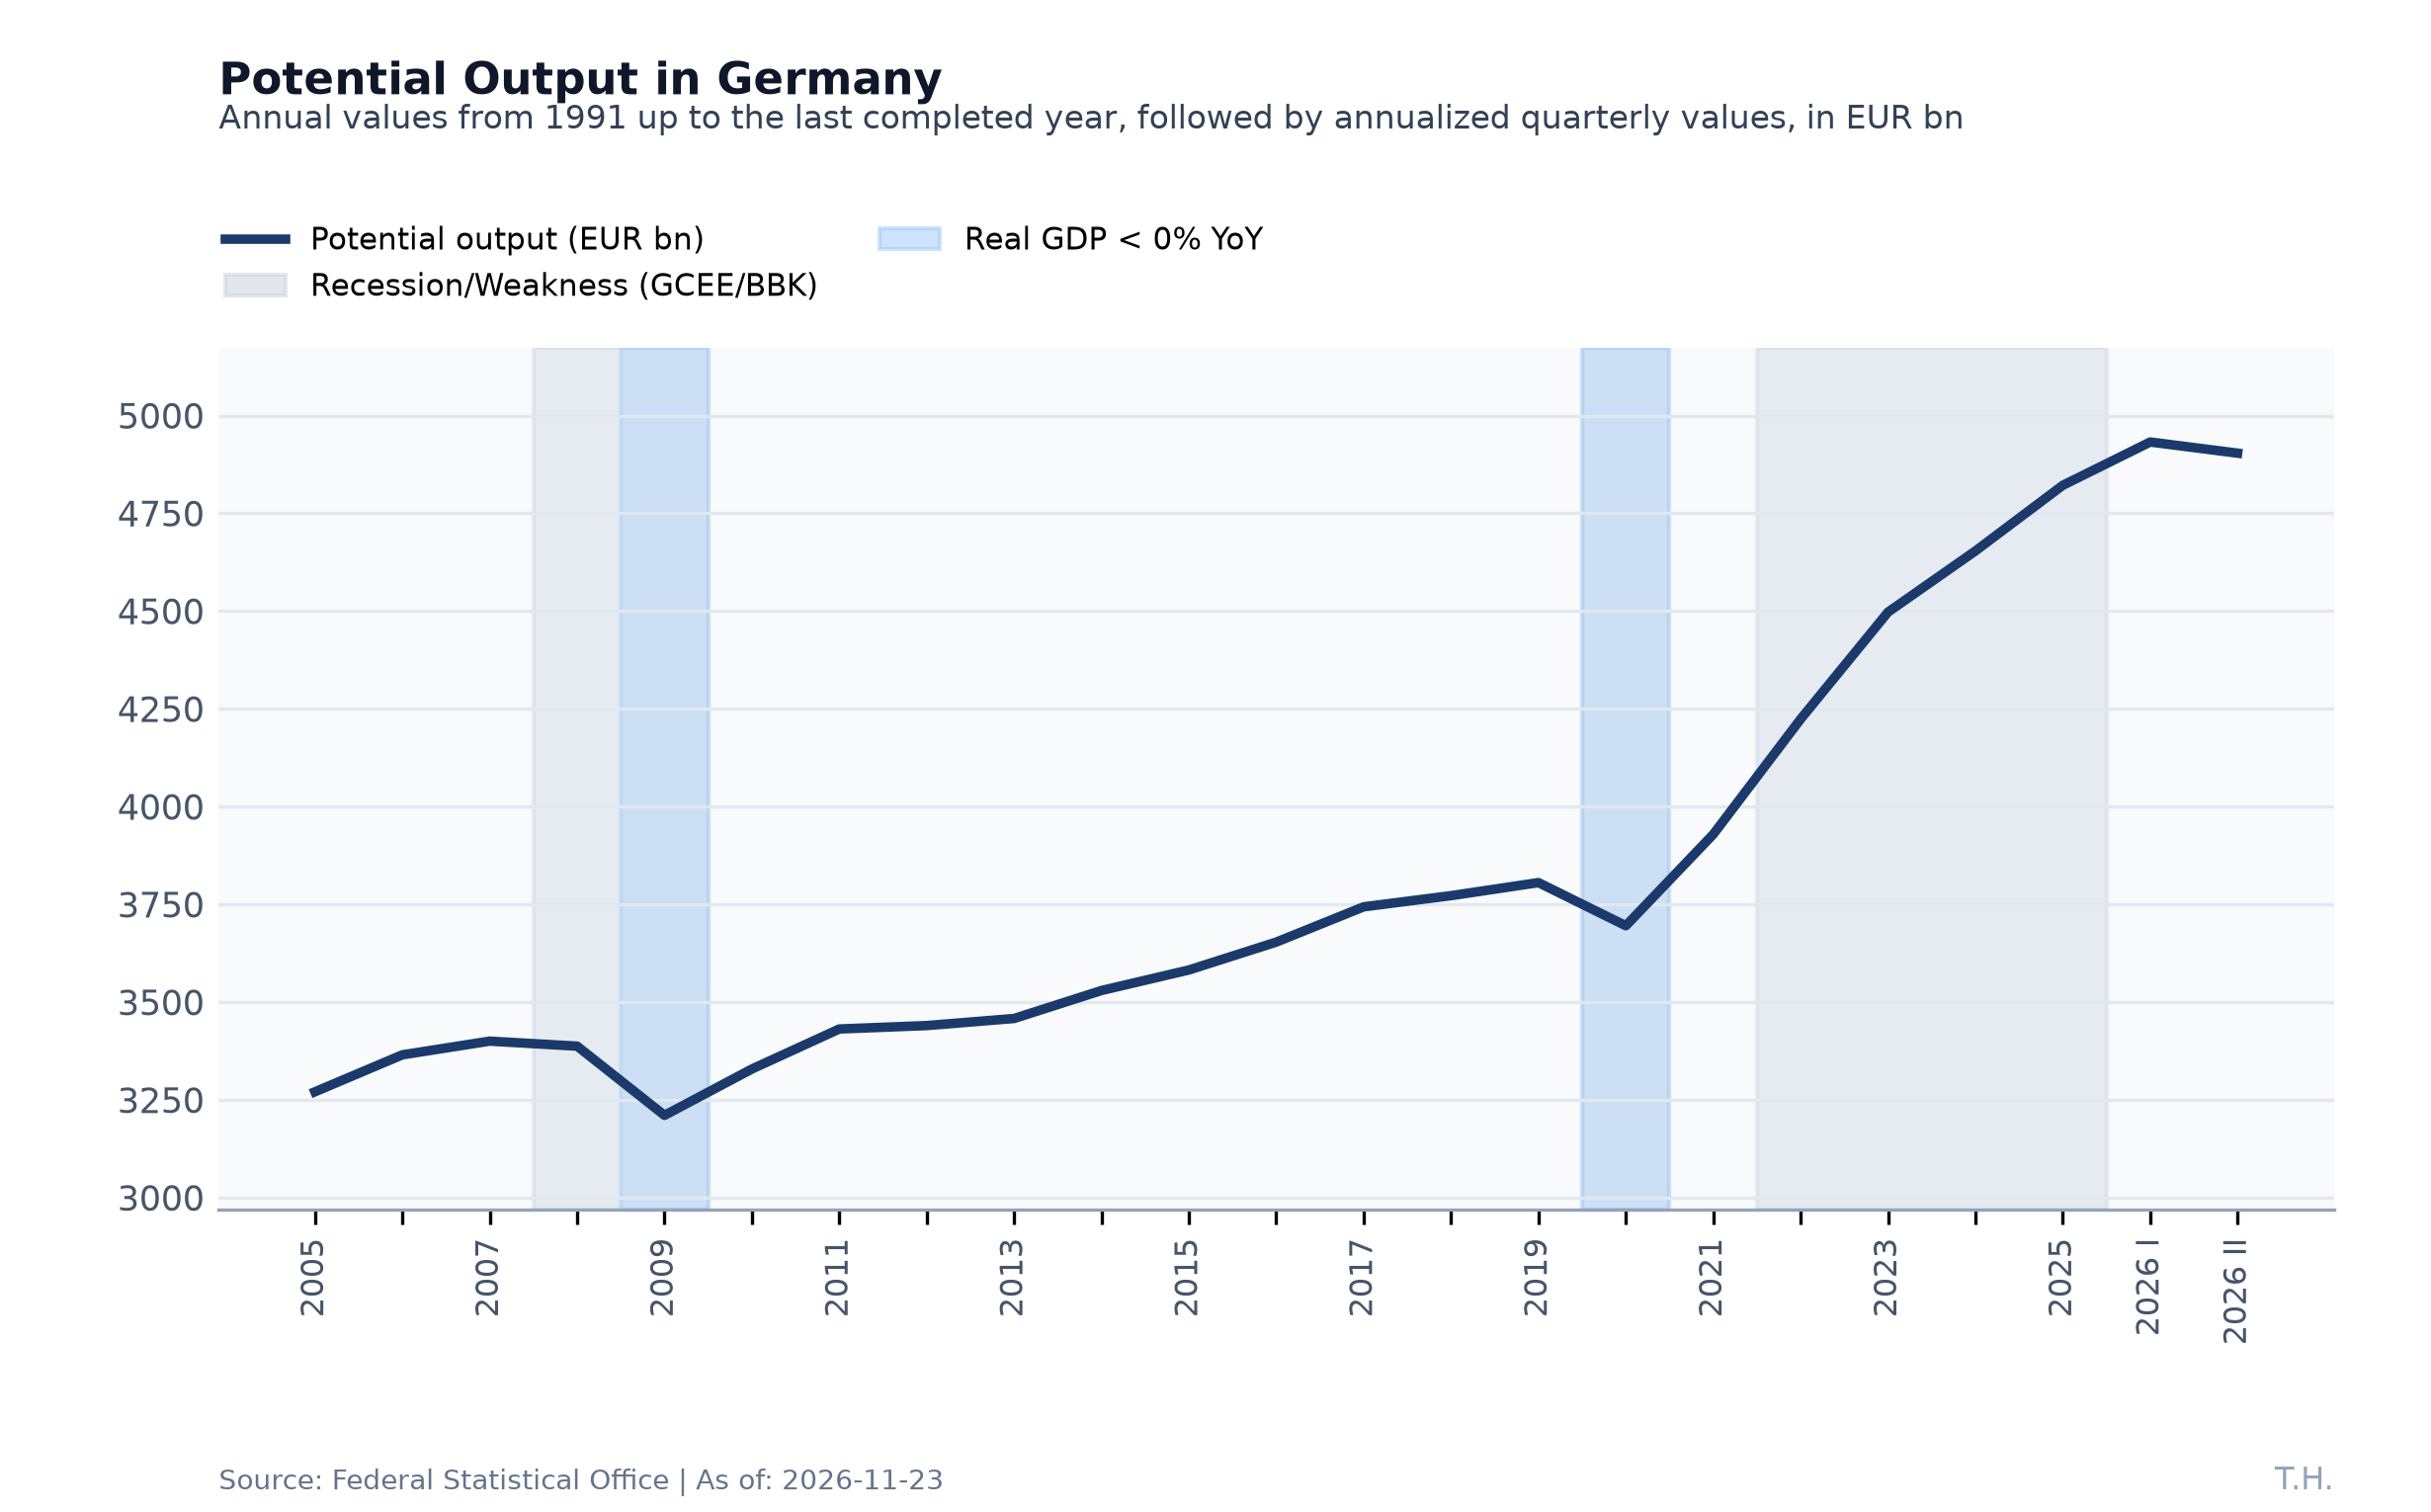 Potential Output in Germany
Annual values from 1991 up to the last completed year, followed by annualized quarterly values, in EUR bn
Potential output (EUR bn)
Real GDP < 0% YoY
Recession/Weakness (GCEE/BBK)
5000
4750
4500
4250
4000
3750
3500
3250
3000
2005
2007
2009
2011
2013
2015
2017
2019
2021
2023
2025
2026 I
2026 II
Source: Federal Statistical Office | As of: 2026-11-23
T.H.